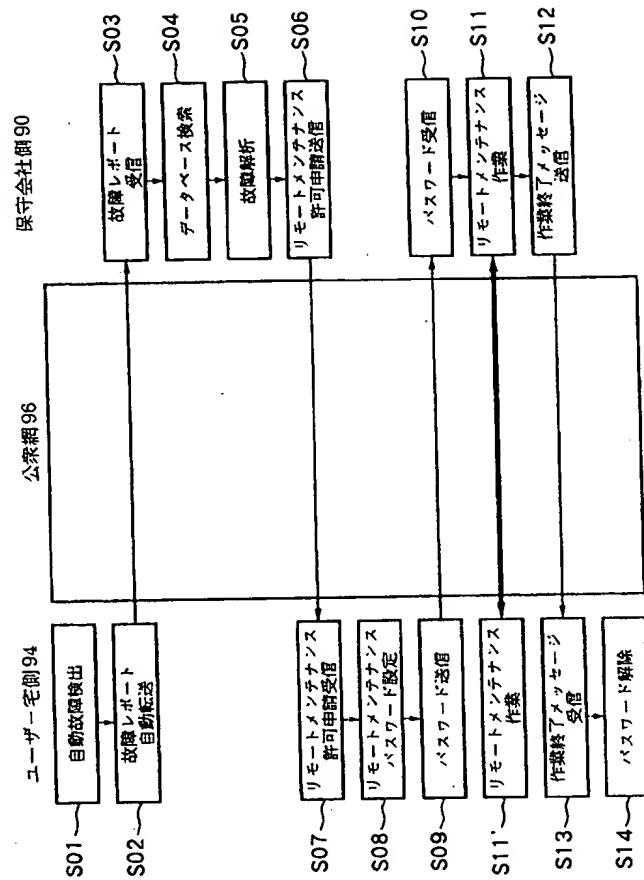 ユーザー宅側94
公衆網96
保守会社側90
S01
自動故障検出
S02
故障レポート
自動転送
故障レポート
受信
S03
データベース検索
S04
故障解析
S05
リモートメンテナンス
許可申請送信
S06
S07
リモートメンテナンス
許可申請受信
S08
リモートメンテナンス
パスワード設定
S09
パスワード送信
パスワード受信
S10
S11'
リモートメンテナンス
作業
リモートメンテナンス
作業
S11
作業終了メッセージ
送信
S12
S13
作業終了メッセージ
受信
S14
パスワード解除